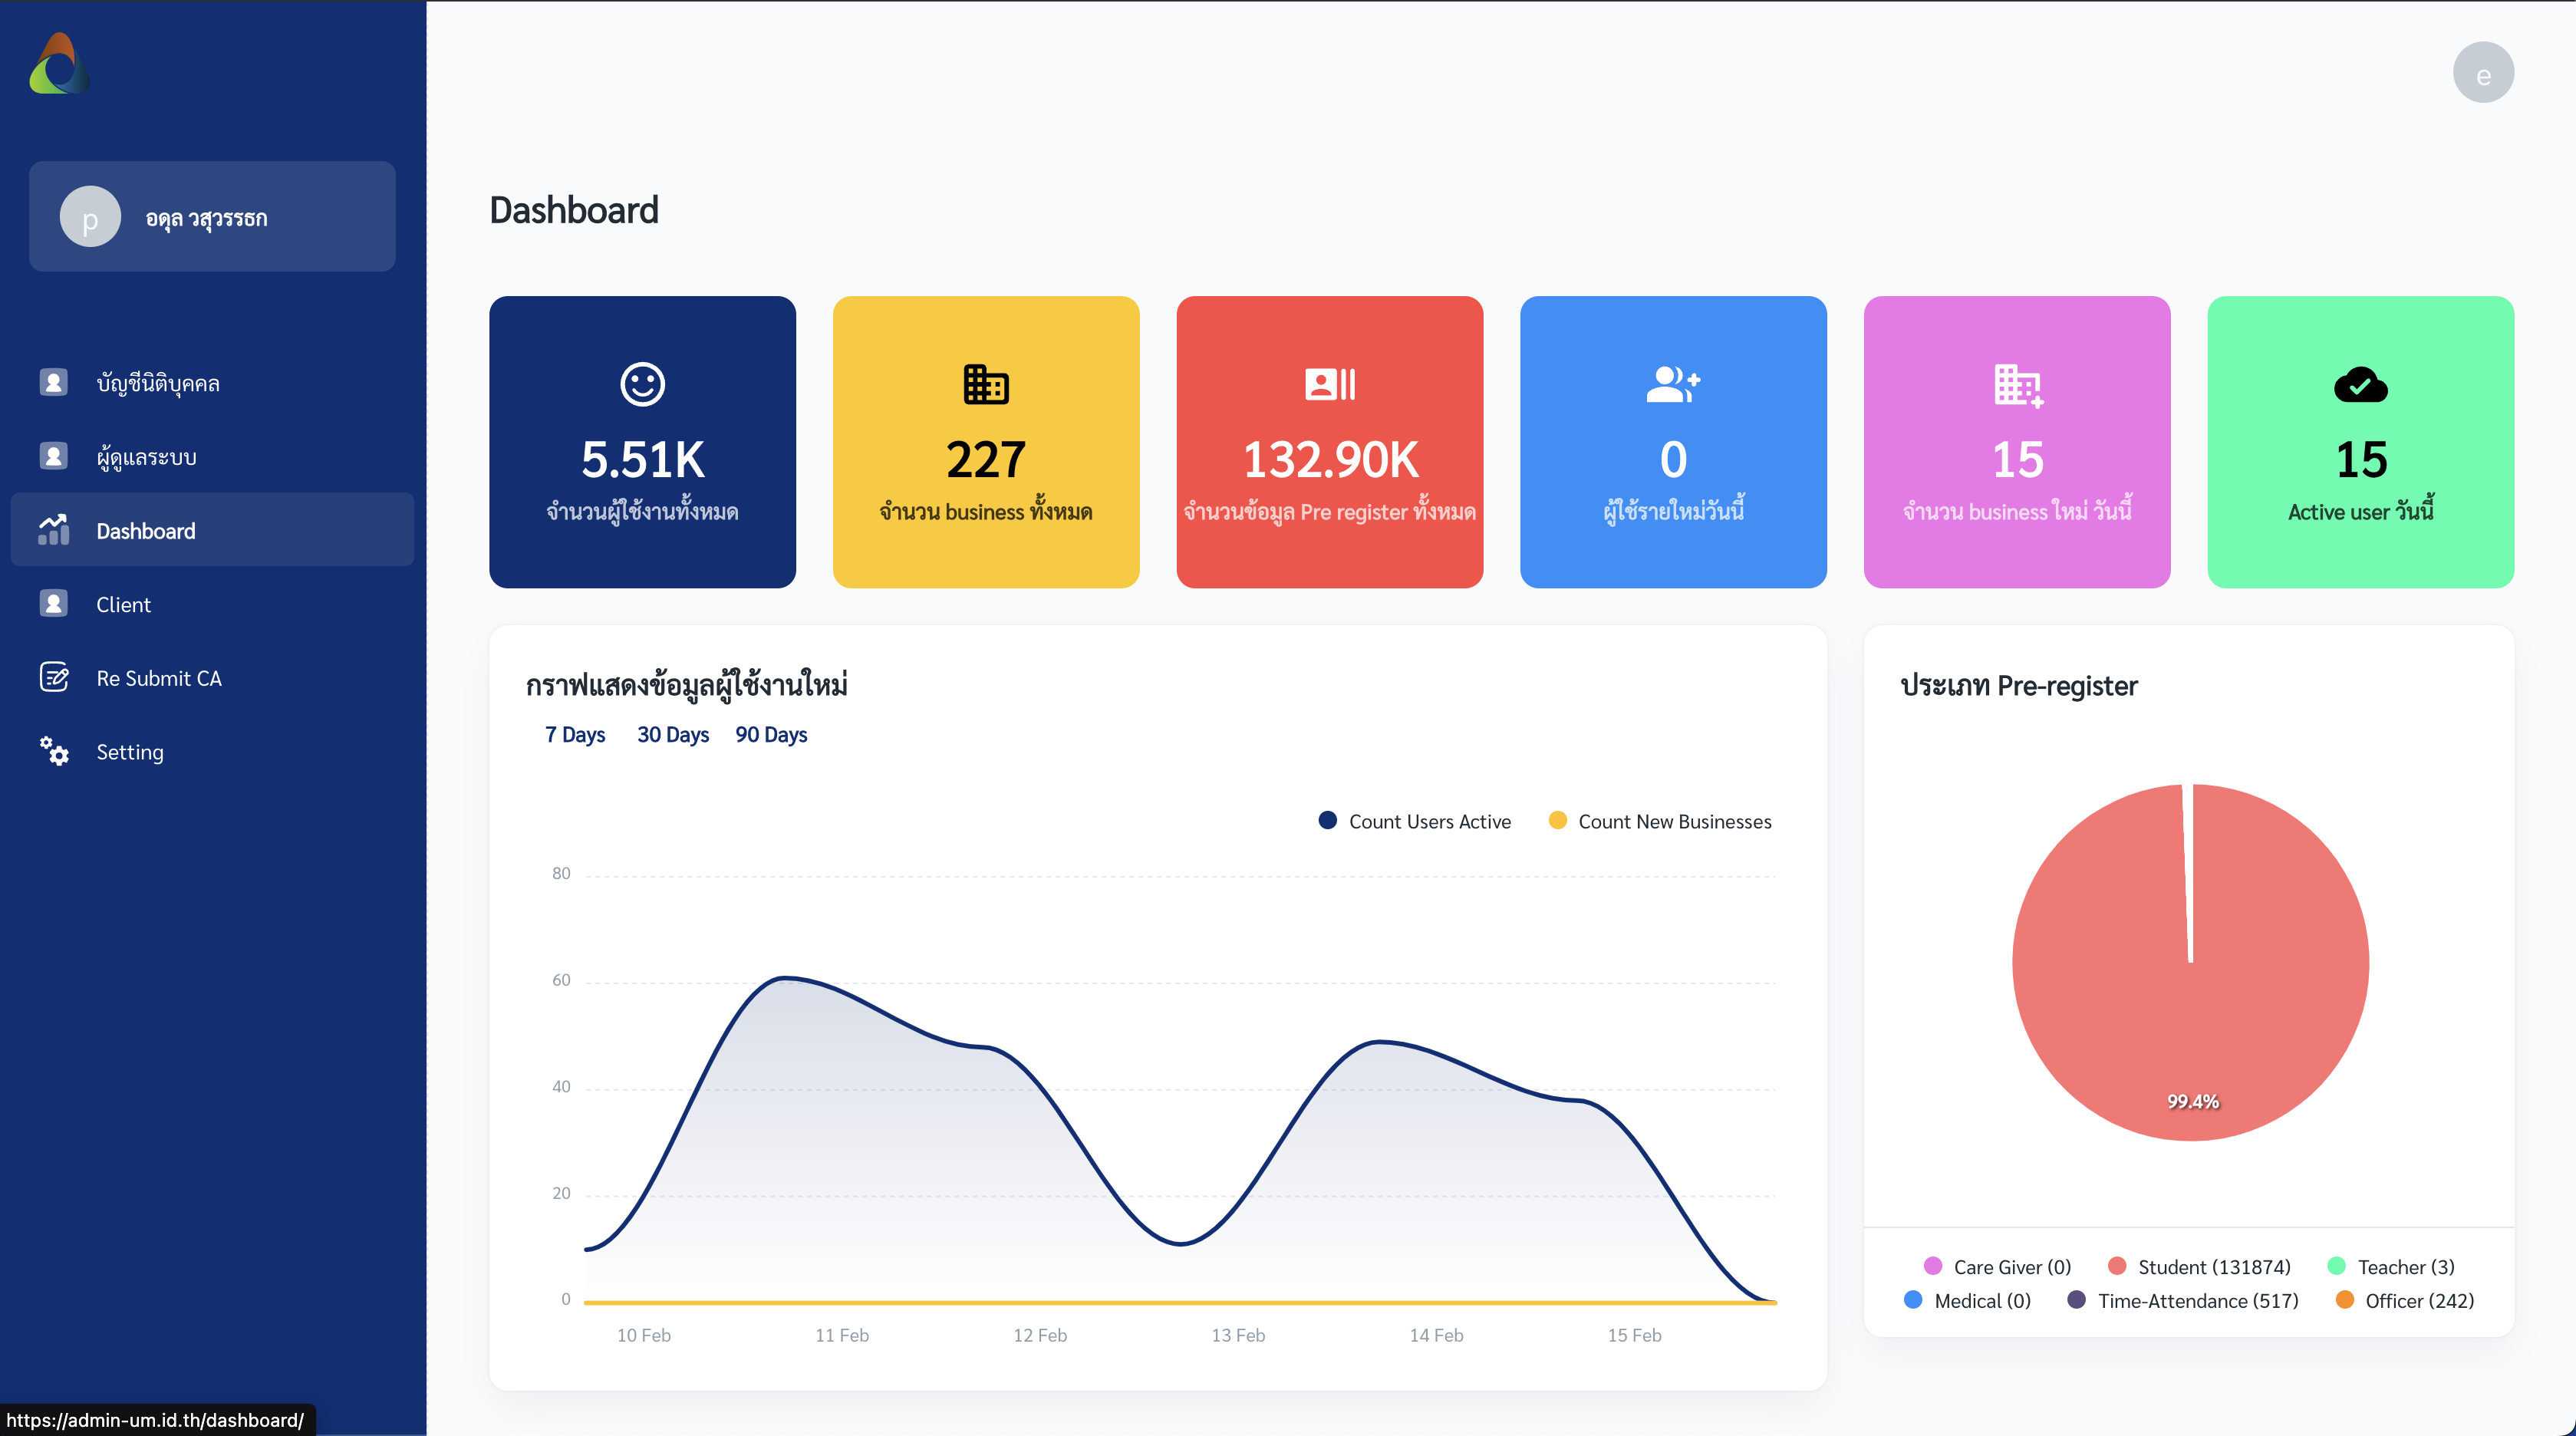 e
p
อดุล วสุวรรธก
บัญชีนิติบุคคล
ผู้ดูแลระบบ
Dashboard
Client
Re Submit CA
Setting
Dashboard
5.51K
จำนวนผู้ใช้งานทั้งหมด
227
จำนวน business ทั้งหมด
132.90K
จำนวนข้อมูล Pre register ทั้งหมด
0
ผู้ใช้รายใหม่วันนี้
15
จำนวน business ใหม่ วันนี้
15
Active user วันนี้
กราฟแสดงข้อมูลผู้ใช้งานใหม่
7 Days 30 Days 90 Days
Count Users Active Count New Businesses
80
60
40
20
0
10 Feb 11 Feb 12 Feb 13 Feb 14 Feb 15 Feb
ประเภท Pre-register
99.4%
Care Giver (0) Student (131874) Teacher (3)
Medical (0) Time-Attendance (517) Officer (242)
https://admin-um.id.th/dashboard/